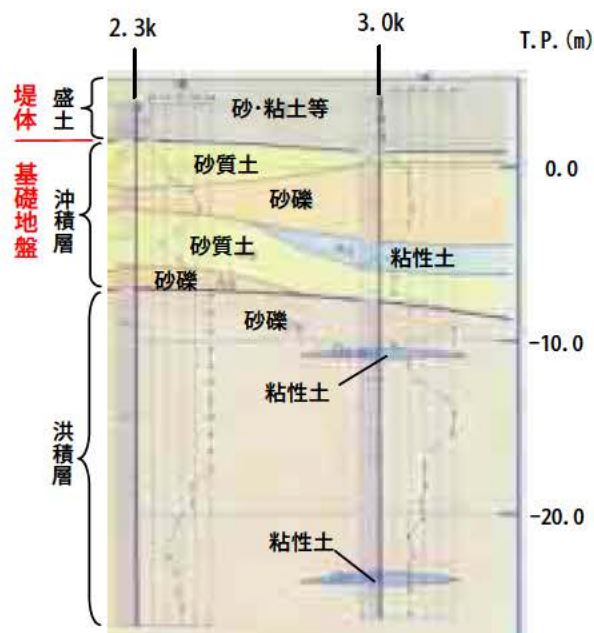 2.3k
3.0k
T.P.(m)
堤体
盛土
砂・粘土等
基礎地盤
沖積層
砂質土
0.0
砂礫
砂質土
粘性土
砂礫
砂礫
-10.0
粘性土
洪積層
-20.0
粘性土